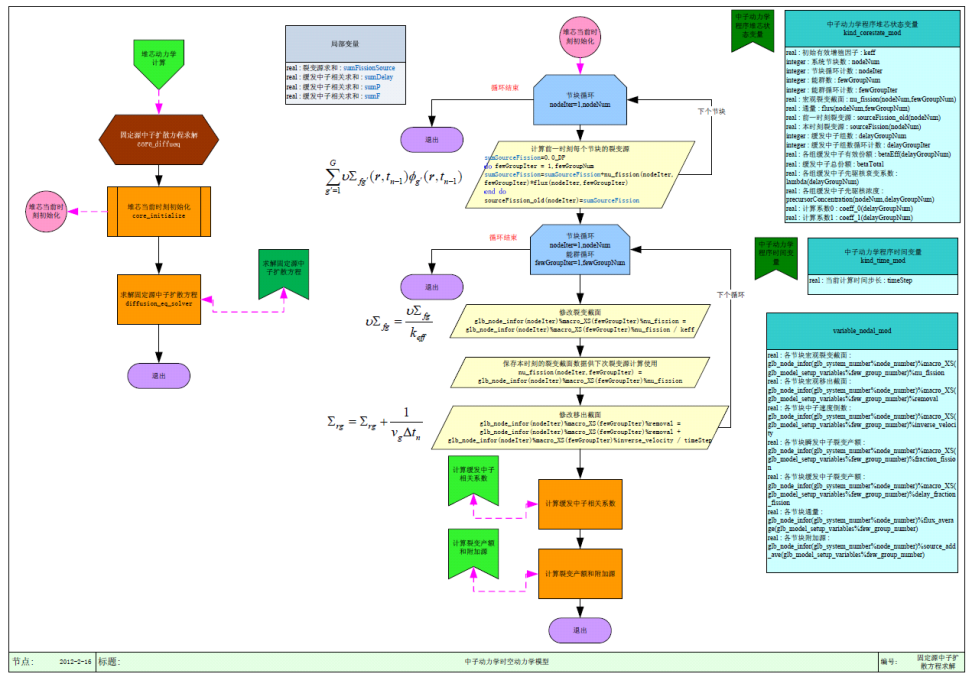 堆芯动力学
计算
固定源中子扩散方程求解
core_diffseq
堆芯当前时
刻初始化
堆芯当前时刻初始化
core_initialize
求解固定源中
子扩散方程
求解固定源中子扩散方程
diffusion_eq_solver
退出
局部变量
real : 裂变源求和 : sumFissionSource
real : 缓发中子相关求和 : sumDelay
real : 缓发中子相关求和 : sumP
real : 缓发中子相关求和 : sumF
堆芯当前时
刻初始化
节块循环
nodeIter=1,nodeNum
循环结束
下个节块
退出
计算前一时刻每个节块的裂变源
sumSourceFission=0.0_DP
do fewGroupIter = 1,fewGroupNum
sumSourceFission=sumSourceFission+nu_fission(nodeIter,
fewGroupIter)*flux(nodeIter,fewGroupIter)
end do
sourceFission_old(nodeIter)=sumSourceFission
∑_{g'=1}^{G} υΣ_{fg'}(r,t_{n-1})ϕ_{g'}(r,t_{n-1})
节块循环
nodeIter=1,nodeNum
能群循环
fewGroupIter=1,fewGroupNum
循环结束
下个循环
退出
修改裂变截面
glb_node_infor(nodeIter)%macro_XS(fewGroupIter)%nu_fission =
glb_node_infor(nodeIter)%macro_XS(fewGroupIter)%nu_fission / keff
υΣ_{fg} = υΣ_{fg} / k_{eff}
保存本时刻的裂变截面数据供下次裂变源计算使用
nu_fission(nodeIter,fewGroupIter) =
glb_node_infor(nodeIter)%macro_XS(fewGroupIter)%nu_fission
修改移出截面
glb_node_infor(nodeIter)%macro_XS(fewGroupIter)%removal =
glb_node_infor(nodeIter)%macro_XS(fewGroupIter)%removal +
glb_node_infor(nodeIter)%macro_XS(fewGroupIter)%inverse_velocity / timeStep
Σ_{rg} = Σ_{rg} + 1 / (v_g Δt_n)
计算缓发中子
相关系数
计算缓发中子相关系数
计算裂变产额
和附加源
计算裂变产额和附加源
退出
中子动力学
程序堆芯状
态变量
中子动力学程序堆芯状态变量
kind_corestate_mod
real : 初始有效增殖因子 : keff
integer : 系统节块数 : nodeNum
integer : 节块循环计数 : nodeIter
integer : 能群数 : fewGroupNum
integer : 能群循环计数 : fewGroupIter
real : 宏观裂变截面 : nu_fission(nodeNum,fewGroupNum)
real : 通量 : flux(nodeNum,fewGroupNum)
real : 前一时刻裂变源 : sourceFission_old(nodeNum)
real : 本时刻裂变源 : sourceFission(nodeNum)
integer : 缓发中子组数 : delayGroupNum
integer : 缓发中子组数循环计数 : delayGroupIter
real : 各组缓发中子有效份额 : betaEff(delayGroupNum)
real : 缓发中子总份额 : betaTotal
real : 各组缓发中子先驱核衰变系数 :
lambda(delayGroupNum)
real : 各组缓发中子先驱核浓度 :
precursorConcentration(nodeNum,delayGroupNum)
real : 计算系数0 : coeff_0(delayGroupNum)
real : 计算系数1 : coeff_1(delayGroupNum)
中子动力学
程序时间变
量
中子动力学程序时间变量
kind_time_mod
real : 当前计算时间步长 : timeStep
variable_nodal_mod
real : 各节块宏观裂变截面 :
glb_node_infor(glb_system_number%node_number)%macro_XS(
glb_model_setup_variables%few_group_number)%nu_fission
real : 各节块宏观移出截面 :
glb_node_infor(glb_system_number%node_number)%macro_XS(
glb_model_setup_variables%few_group_number)%removal
real : 各节块中子速度倒数 :
glb_node_infor(glb_system_number%node_number)%macro_XS(
glb_model_setup_variables%few_group_number)%inverse_veloci
ty
real : 各节块瞬发中子裂变产额 :
glb_node_infor(glb_system_number%node_number)%macro_XS(
glb_model_setup_variables%few_group_number)%fraction_fissio
n
real : 各节块缓发中子裂变产额 :
glb_node_infor(glb_system_number%node_number)%macro_XS(
glb_model_setup_variables%few_group_number)%delay_fraction
_fission
real : 各节块通量 :
glb_node_infor(glb_system_number%node_number)%flux_avera
ge(glb_model_setup_variables%few_group_number)
real : 各节块附加源 :
glb_node_infor(glb_system_number%node_number)%source_add
_ave(glb_model_setup_variables%few_group_number)
节点: 2012-2-16 标题: 中子动力学时空动力学模型 编号: 固定源中子扩
散方程求解